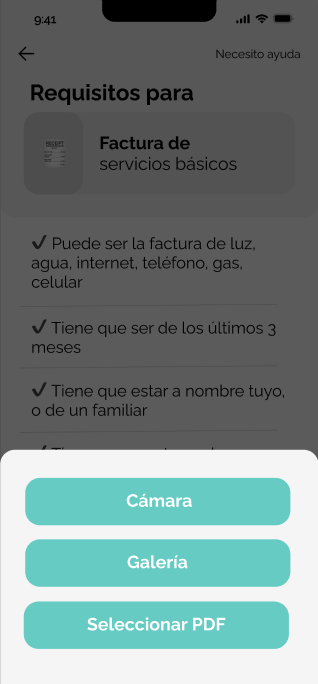 9:41
Necesito ayuda
Requisitos para
RECEIPT
Factura de
servicios básicos
✓ Puede ser la factura de luz,
agua, internet, teléfono, gas,
celular
✓ Tiene que ser de los últimos 3
meses
✓ Tiene que estar a nombre tuyo,
o de un familiar
Cámara
Galería
Seleccionar PDF